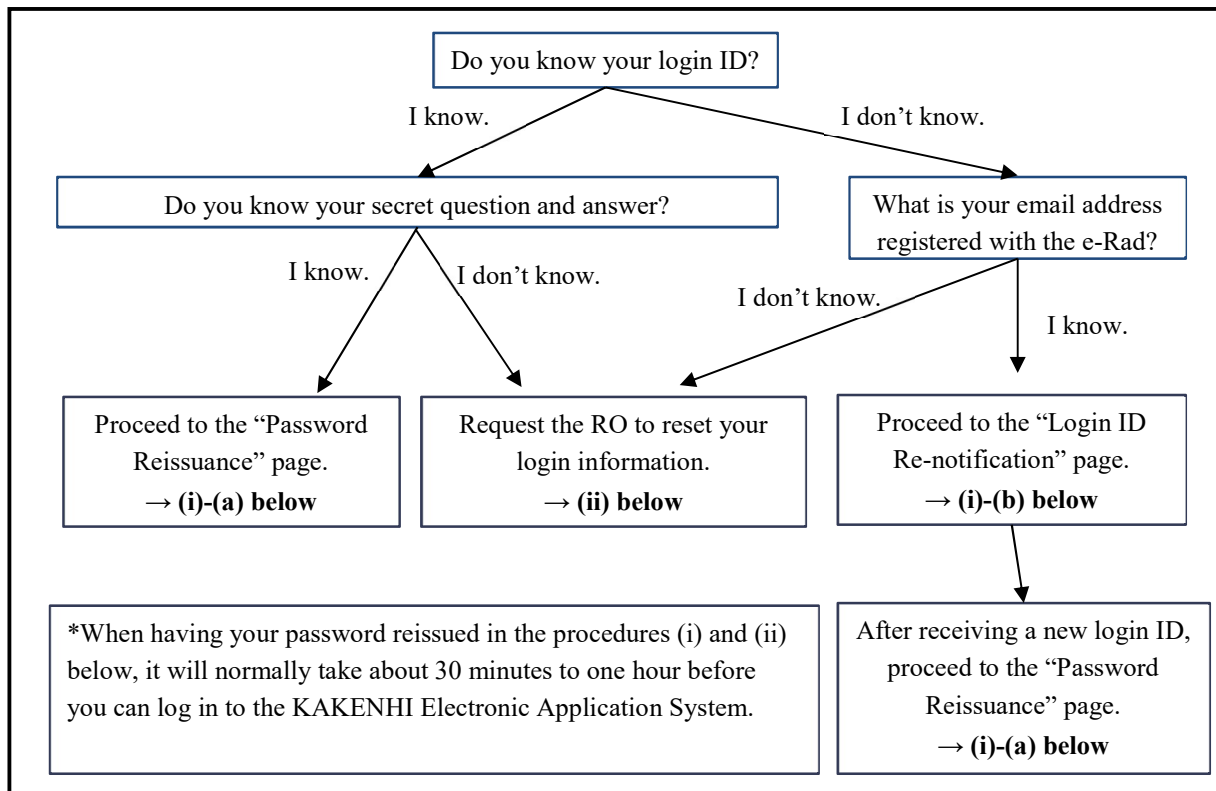 Do you know your login ID?
I know.
I don’t know.
Do you know your secret question and answer?
What is your email address
registered with the e-Rad?
I know.
I don’t know.
I don’t know.
I know.
Proceed to the “Password
Reissuance” page.
→ (i)-(a) below
Request the RO to reset your
login information.
→ (ii) below
Proceed to the “Login ID
Re-notification” page.
→ (i)-(b) below
*When having your password reissued in the procedures (i) and (ii)
below, it will normally take about 30 minutes to one hour before
you can log in to the KAKENHI Electronic Application System.
After receiving a new login ID,
proceed to the “Password
Reissuance” page.
→ (i)-(a) below